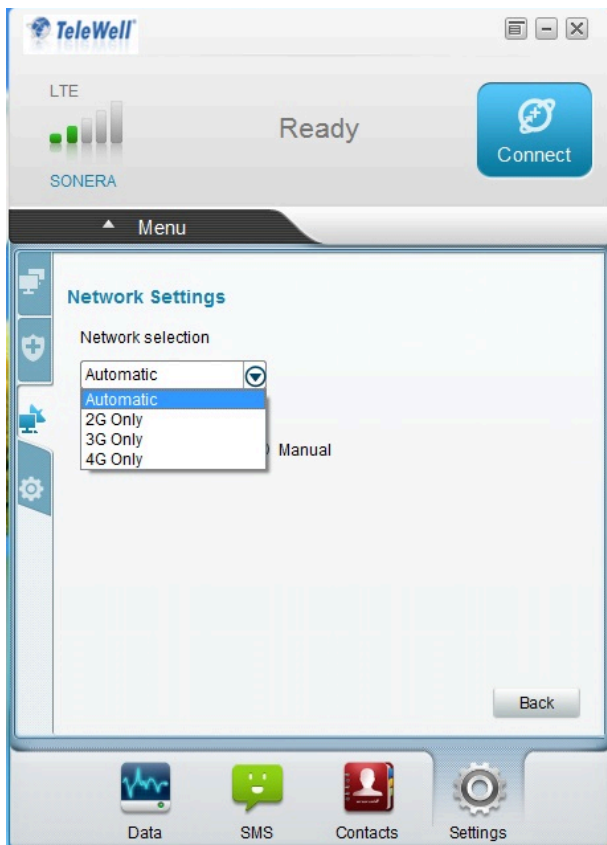 TeleWell
LTE
Ready
Connect
SONERA
Menu
Network Settings
Network selection
Automatic
Automatic
2G Only
3G Only
4G Only
Manual
Back
Data SMS Contacts Settings